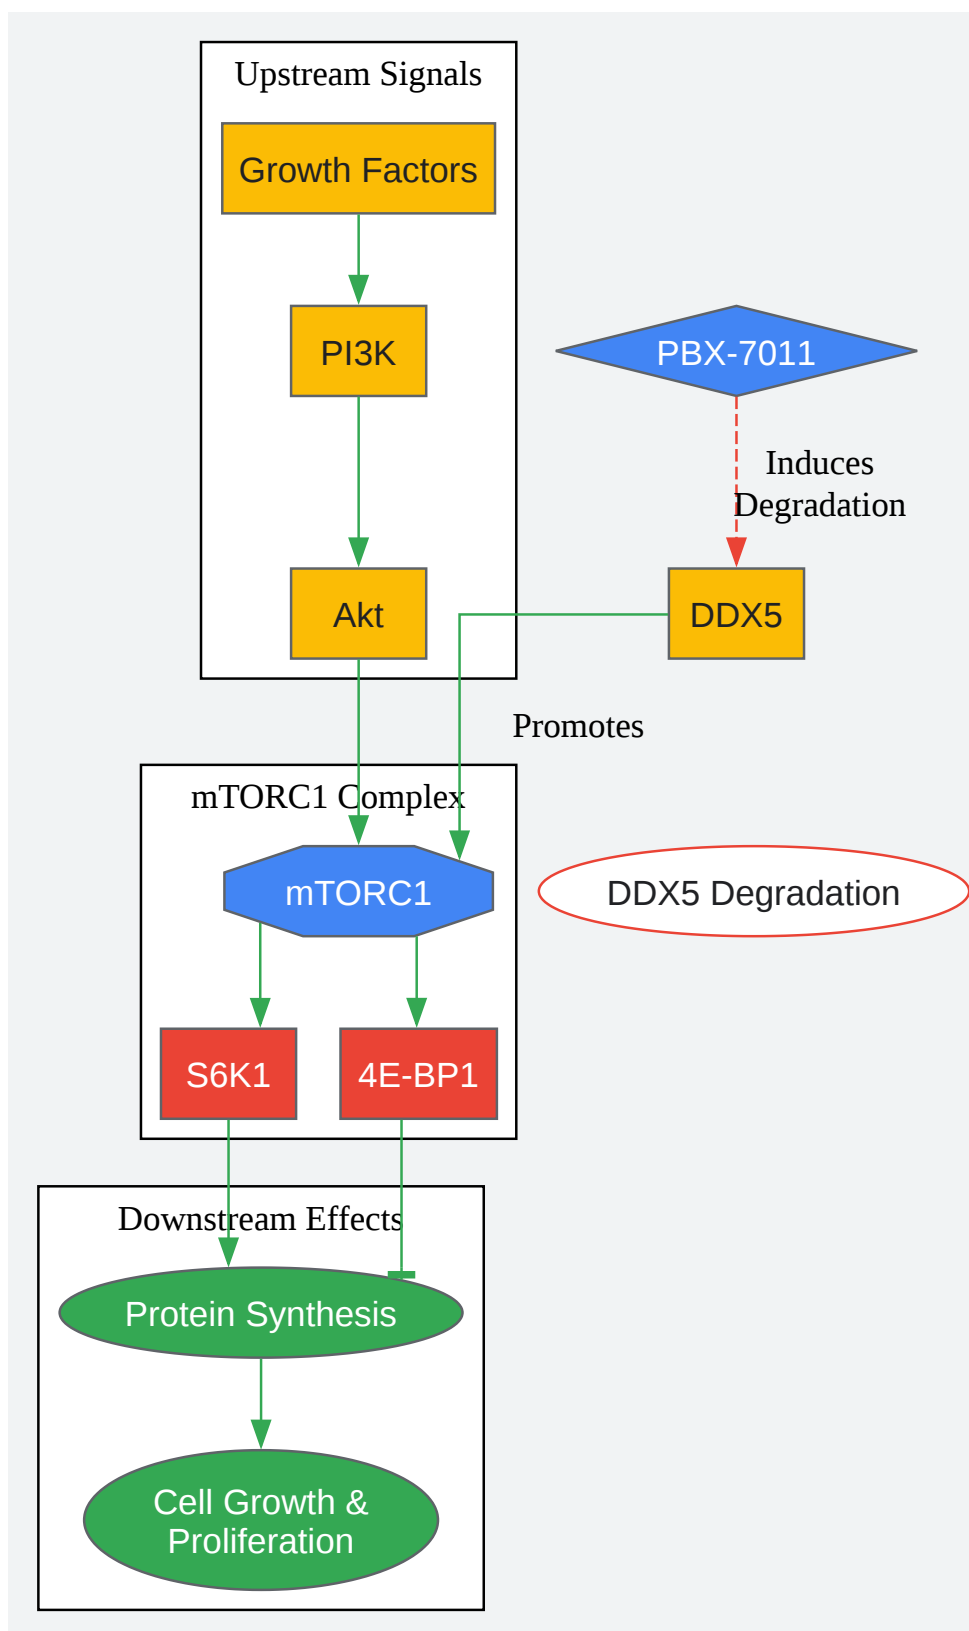 Upstream Signals
Growth Factors
PI3K
PBX-7011
Induces
Degradation
Akt
DDX5
Promotes
mTORC1 Complex
mTORC1
DDX5 Degradation
S6K1
4E-BP1
Downstream Effects
Protein Synthesis
Cell Growth &
Proliferation